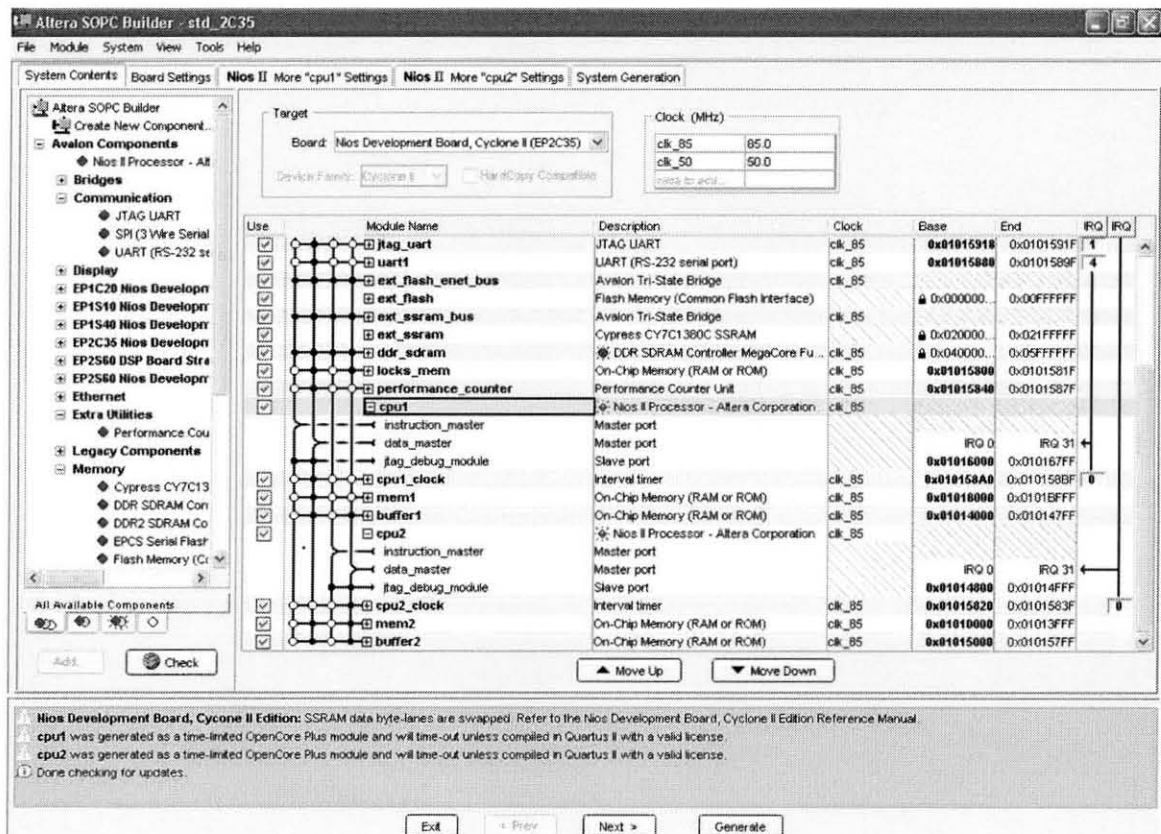 Altera SOPC Builder - std_2C35
File Module System View Tools Help
System Contents Board Settings Nios II More "cpu1" Settings Nios II More "cpu2" Settings System Generation
Altera SOPC Builder
Create New Component...
Avalon Components
Nios II Processor - Alt
Bridges
Communication
JTAG UART
SPI (3 Wire Serial
UART (RS-232 se
Display
EP1C20 Nios Developm
EP1S10 Nios Developm
EP1S40 Nios Developm
EP2C35 Nios Developm
EP2S60 DSP Board Stra
EP2S60 Nios Developm
Ethernet
Extra Utilities
Performance Cou
Legacy Components
Memory
Cypress CY7C13
DDR SDRAM Con
DDR2 SDRAM Co
EPCS Serial Flash
Flash Memory (Co
All Available Components
Add... Check
Target
Board: Nios Development Board, Cyclone II (EP2C35)
Device Family: Cyclone II HardCopy Compatible
Clock (MHz)
clk_85 85.0
clk_50 50.0
Use Module Name Description Clock Base End IRQ IRQ
jtag_uart JTAG UART clk_85 0x01015918 0x0101591F 1
uart1 UART (RS-232 serial port) clk_85 0x01015880 0x0101589F 4
ext_flash_enet_bus Avalon Tri-State Bridge clk_85
ext_flash Flash Memory (Common Flash Interface) 0x000000... 0x00FFFFFF
ext_ssram_bus Avalon Tri-State Bridge clk_85
ext_ssram Cypress CY7C1380C SSRAM 0x020000... 0x021FFFFF
ddr_sdram DDR SDRAM Controller MegaCore Fu... clk_85 0x040000... 0x05FFFFFF
locks_mem On-Chip Memory (RAM or ROM) clk_85 0x01015800 0x0101581F
performance_counter Performance Counter Unit clk_85 0x01015840 0x0101587F
cpu1 Nios II Processor - Altera Corporation clk_85
instruction_master Master port
data_master Master port IRQ 0 IRQ 31
jtag_debug_module Slave port 0x01016000 0x010167FF
cpu1_clock Interval timer clk_85 0x010158A0 0x010158BF 0
mem1 On-Chip Memory (RAM or ROM) clk_85 0x01018000 0x0101BFFF
buffer1 On-Chip Memory (RAM or ROM) clk_85 0x01014000 0x010147FF
cpu2 Nios II Processor - Altera Corporation clk_85
instruction_master Master port
data_master Master port IRQ 0 IRQ 31
jtag_debug_module Slave port 0x01014800 0x01014FFF
cpu2_clock Interval timer clk_85 0x01015820 0x0101583F 0
mem2 On-Chip Memory (RAM or ROM) clk_85 0x01010000 0x01013FFF
buffer2 On-Chip Memory (RAM or ROM) clk_85 0x01015000 0x010157FF
Move Up Move Down
Nios Development Board, Cycone II Edition: SSRAM data byte-lanes are swapped. Refer to the Nios Development Board, Cyclone II Edition Reference Manual.
cpu1 was generated as a time-limited OpenCore Plus module and will time-out unless compiled in Quartus II with a valid license.
cpu2 was generated as a time-limited OpenCore Plus module and will time-out unless compiled in Quartus II with a valid license.
Done checking for updates.
Exit < Prev Next > Generate